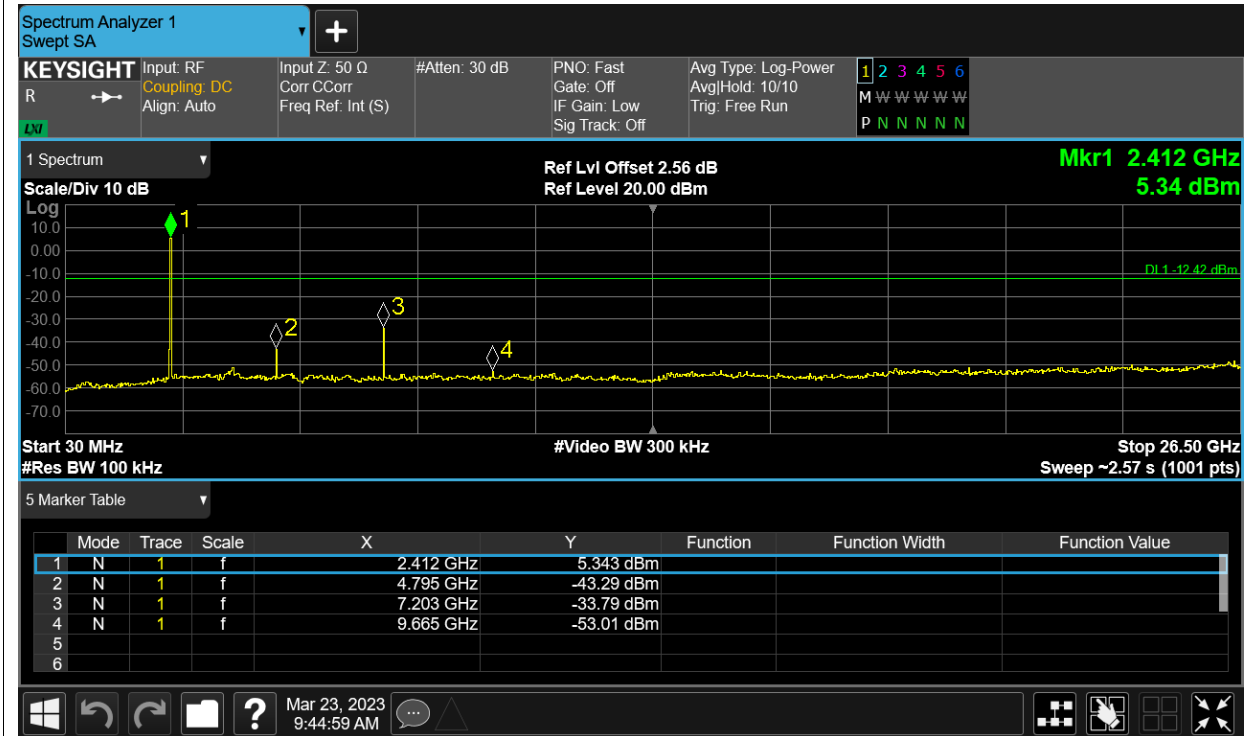 Spectrum Analyzer 1
Swept SA
+
KEYSIGHT
R
LXI
Input: RF
Coupling: DC
Align: Auto
Input Z: 50 Ω
Corr CCorr
Freq Ref: Int (S)
#Atten: 30 dB
PNO: Fast
Gate: Off
IF Gain: Low
Sig Track: Off
Avg Type: Log-Power
Avg|Hold: 10/10
Trig: Free Run
1 2 3 4 5 6
M W W W W W W
P N N N N N N
1 Spectrum
Scale/Div 10 dB
Ref Lvl Offset 2.56 dB
Ref Level 20.00 dBm
Mkr1 2.412 GHz
5.34 dBm
Log
10.0
0.00
-10.0
-20.0
-30.0
-40.0
-50.0
-60.0
-70.0
1
2
3
4
DL1 -12.42 dBm
Start 30 MHz
#Res BW 100 kHz
#Video BW 300 kHz
Stop 26.50 GHz
Sweep ~2.57 s (1001 pts)
5 Marker Table
Mode Trace Scale X Y Function Function Width Function Value
1 N 1 f 2.412 GHz 5.343 dBm
2 N 1 f 4.795 GHz -43.29 dBm
3 N 1 f 7.203 GHz -33.79 dBm
4 N 1 f 9.665 GHz -53.01 dBm
5
6
?
Mar 23, 2023
9:44:59 AM